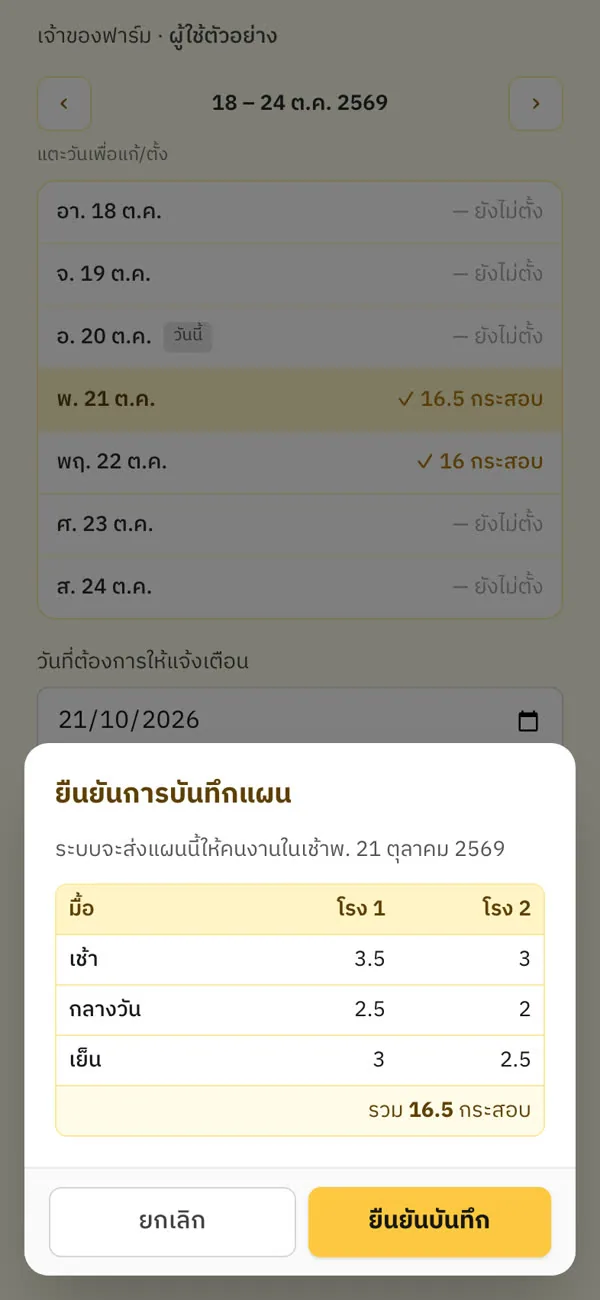 เจ้าของฟาร์ม · ผู้ใช้ตัวอย่าง
‹ 18 – 24 ต.ค. 2569 ›
แตะวันเพื่อแก้/ตั้ง
อา. 18 ต.ค. — ยังไม่ตั้ง
จ. 19 ต.ค. — ยังไม่ตั้ง
อ. 20 ต.ค. วันนี้ — ยังไม่ตั้ง
พ. 21 ต.ค. ✓ 16.5 กระสอบ
พฤ. 22 ต.ค. ✓ 16 กระสอบ
ศ. 23 ต.ค. — ยังไม่ตั้ง
ส. 24 ต.ค. — ยังไม่ตั้ง
วันที่ต้องการให้แจ้งเตือน
21/10/2026
ยืนยันการบันทึกแผน
ระบบจะส่งแผนนี้ให้คนงานในเช้าพ. 21 ตุลาคม 2569
มื้อ โรง 1 โรง 2
เช้า 3.5 3
กลางวัน 2.5 2
เย็น 3 2.5
รวม 16.5 กระสอบ
ยกเลิก ยืนยันบันทึก